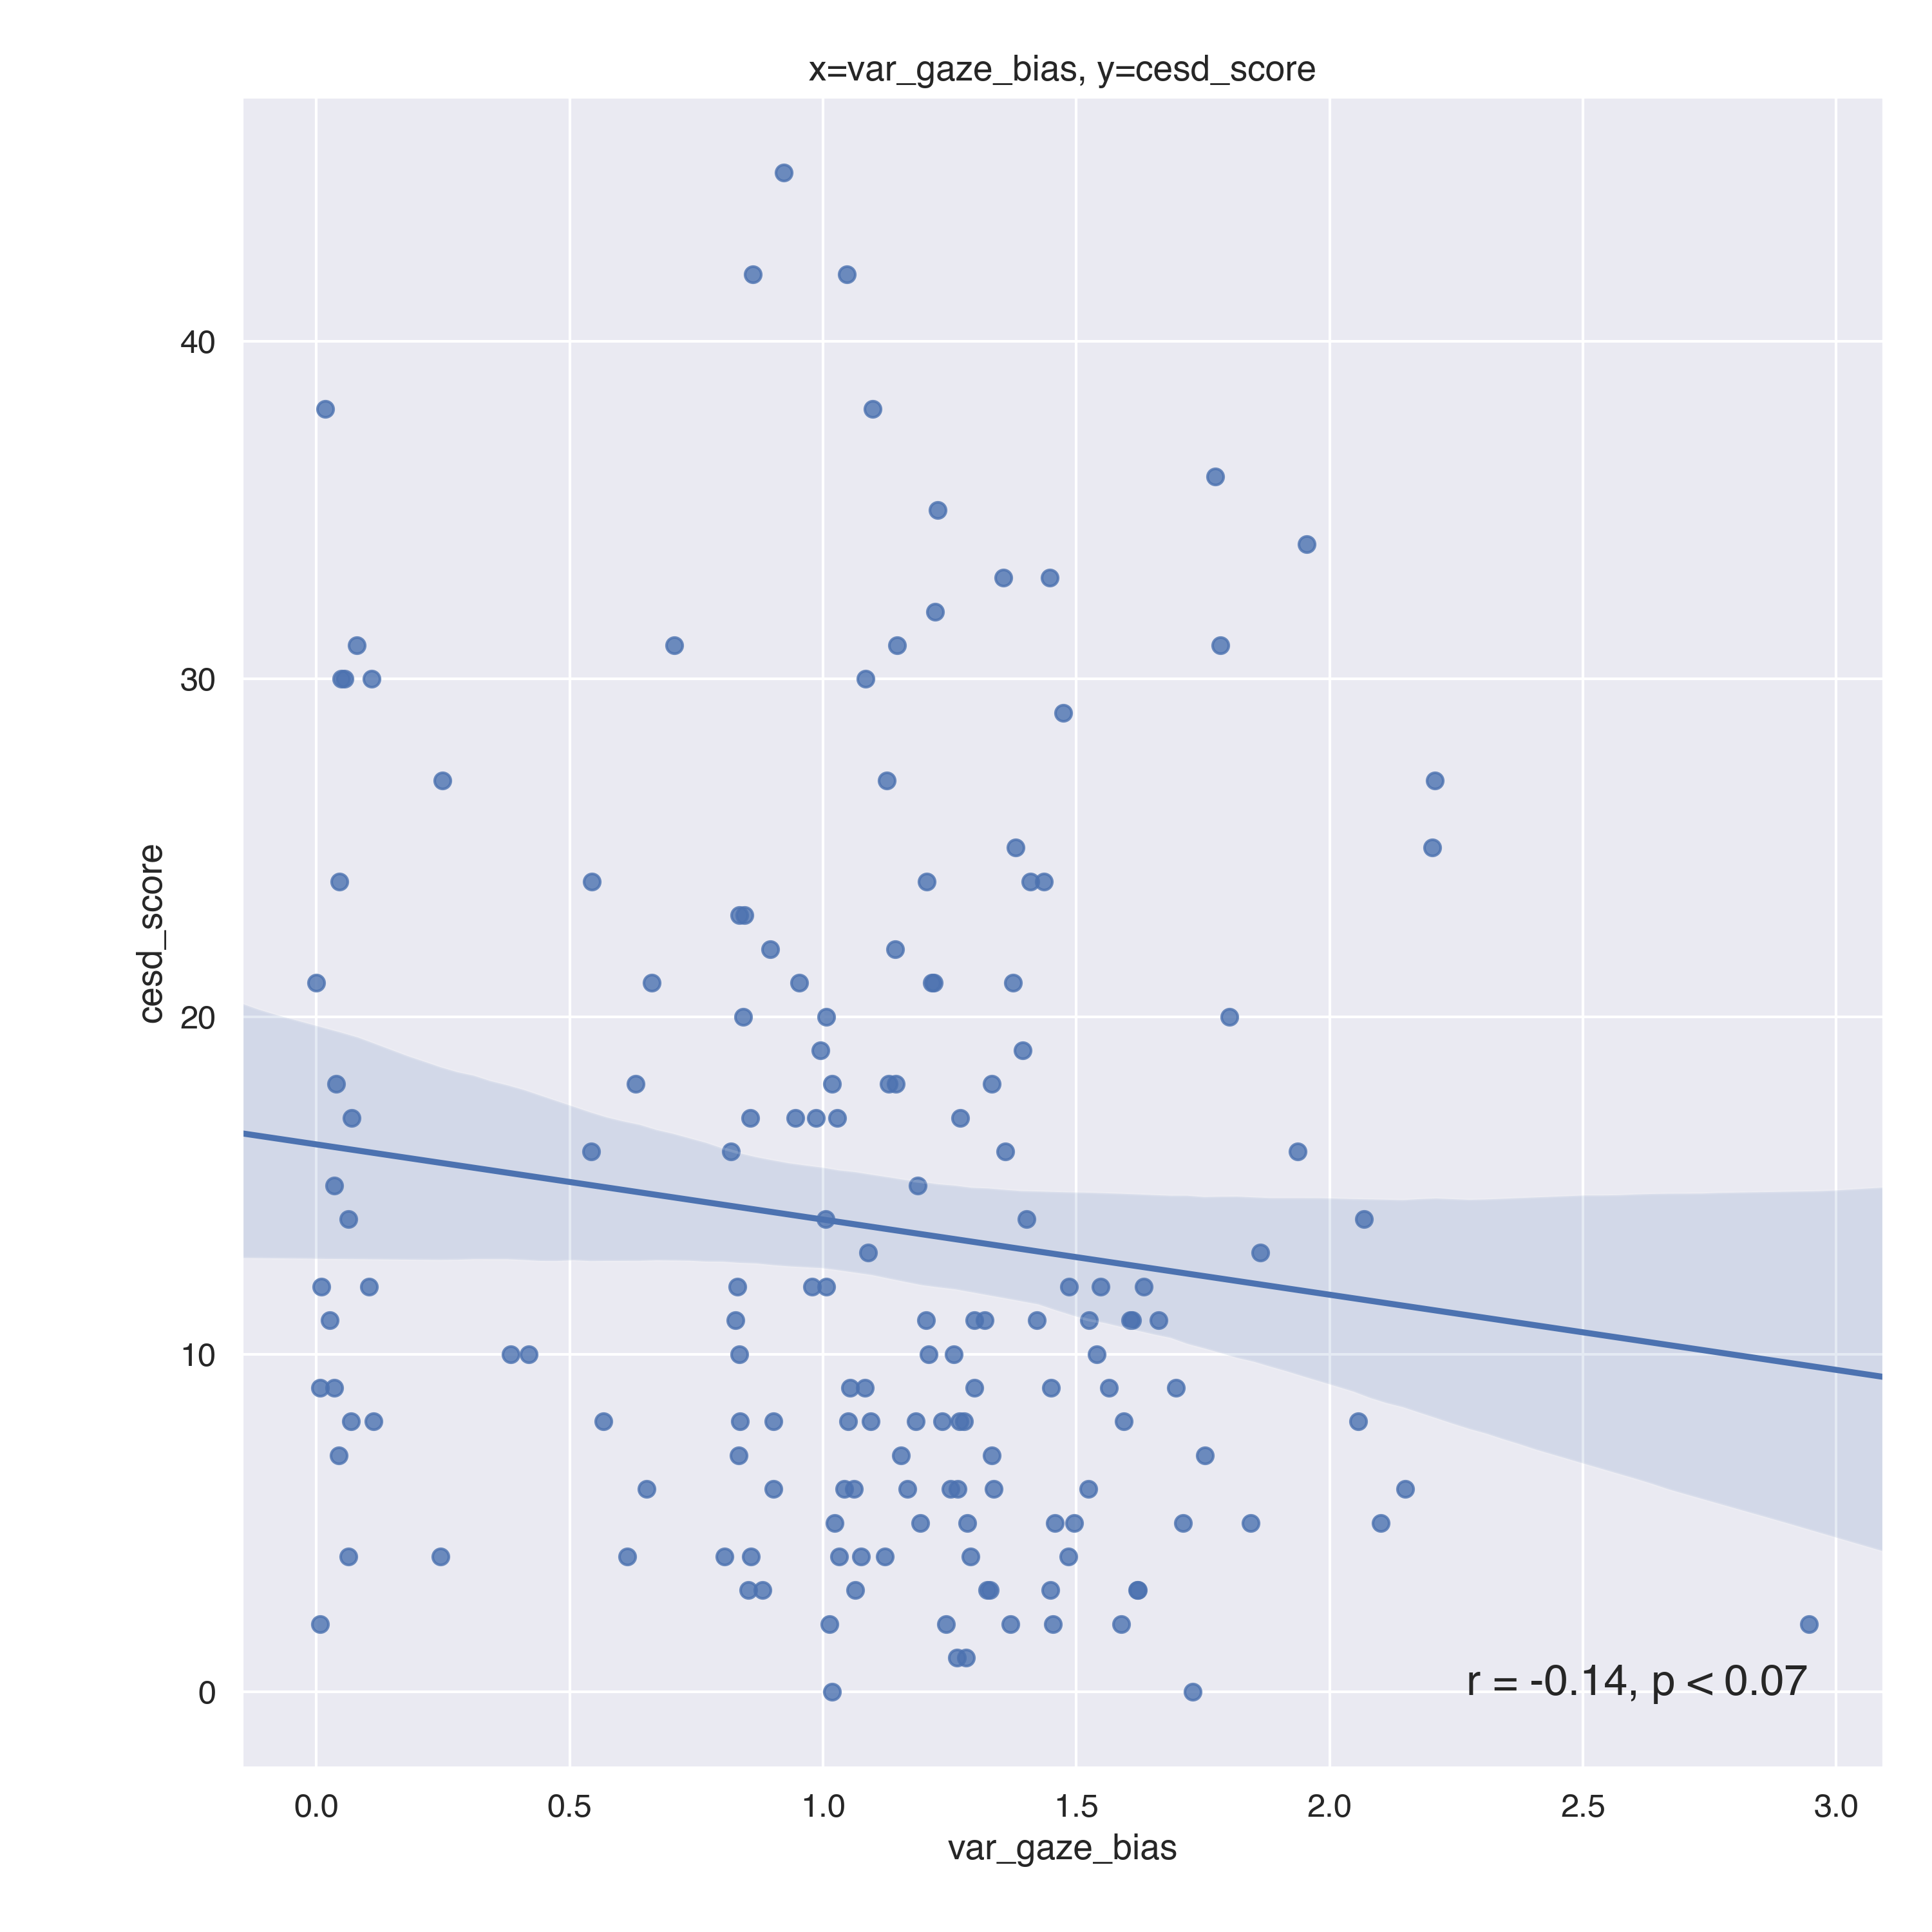 x=var_gaze_bias, y=cesd_score
40
30
20
10
0
cesd_score
r = -0.14, p < 0.07
0.0 0.5 1.0 1.5 2.0 2.5 3.0
var_gaze_bias